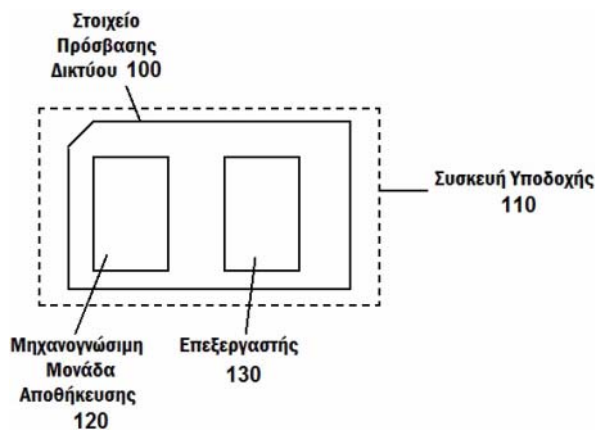 Στοιχείο
Πρόσβασης
Δικτύου 100
Συσκευή Υποδοχής
110
Μηχανογνώσιμη
Μονάδα
Αποθήκευσης
120
Επεξεργαστής
130